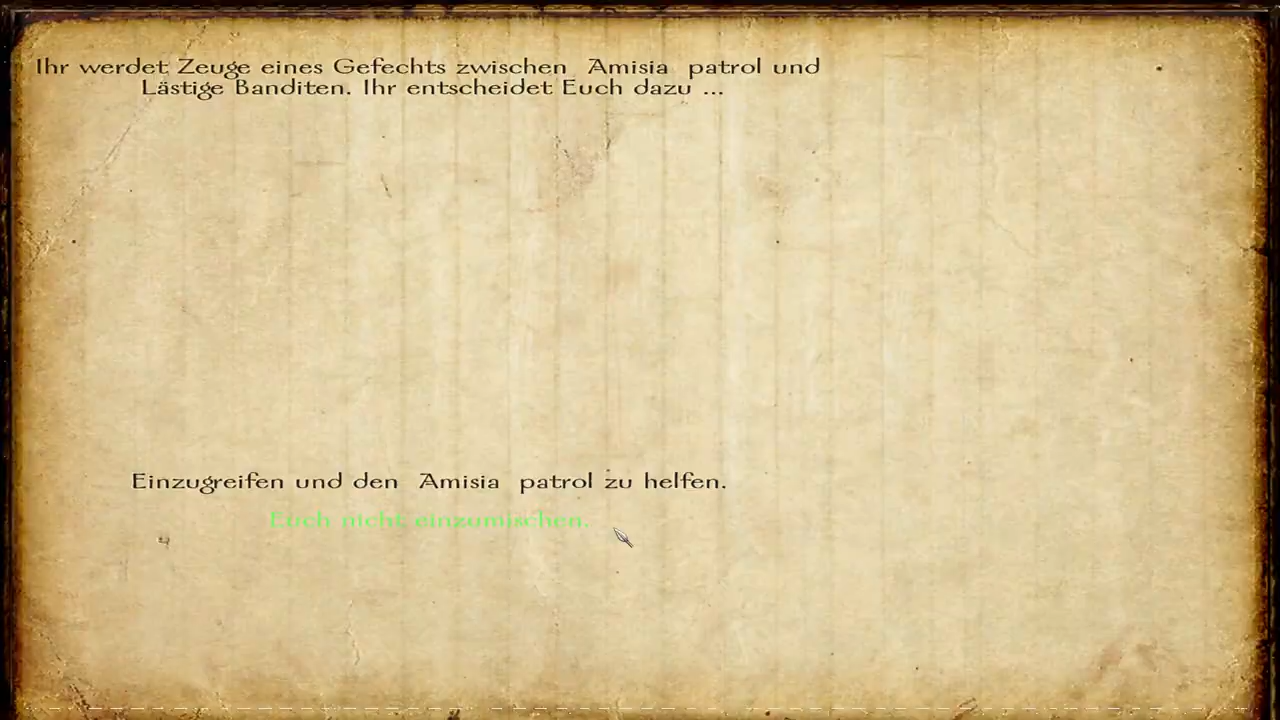 Ihr werdet Zeuge eines Gefechts zwischen Amisia patrol und
Lästige Banditen. Ihr entscheidet Euch dazu ...
Einzugreifen und den Amisia patrol zu helfen.
Euch nicht einzumischen.